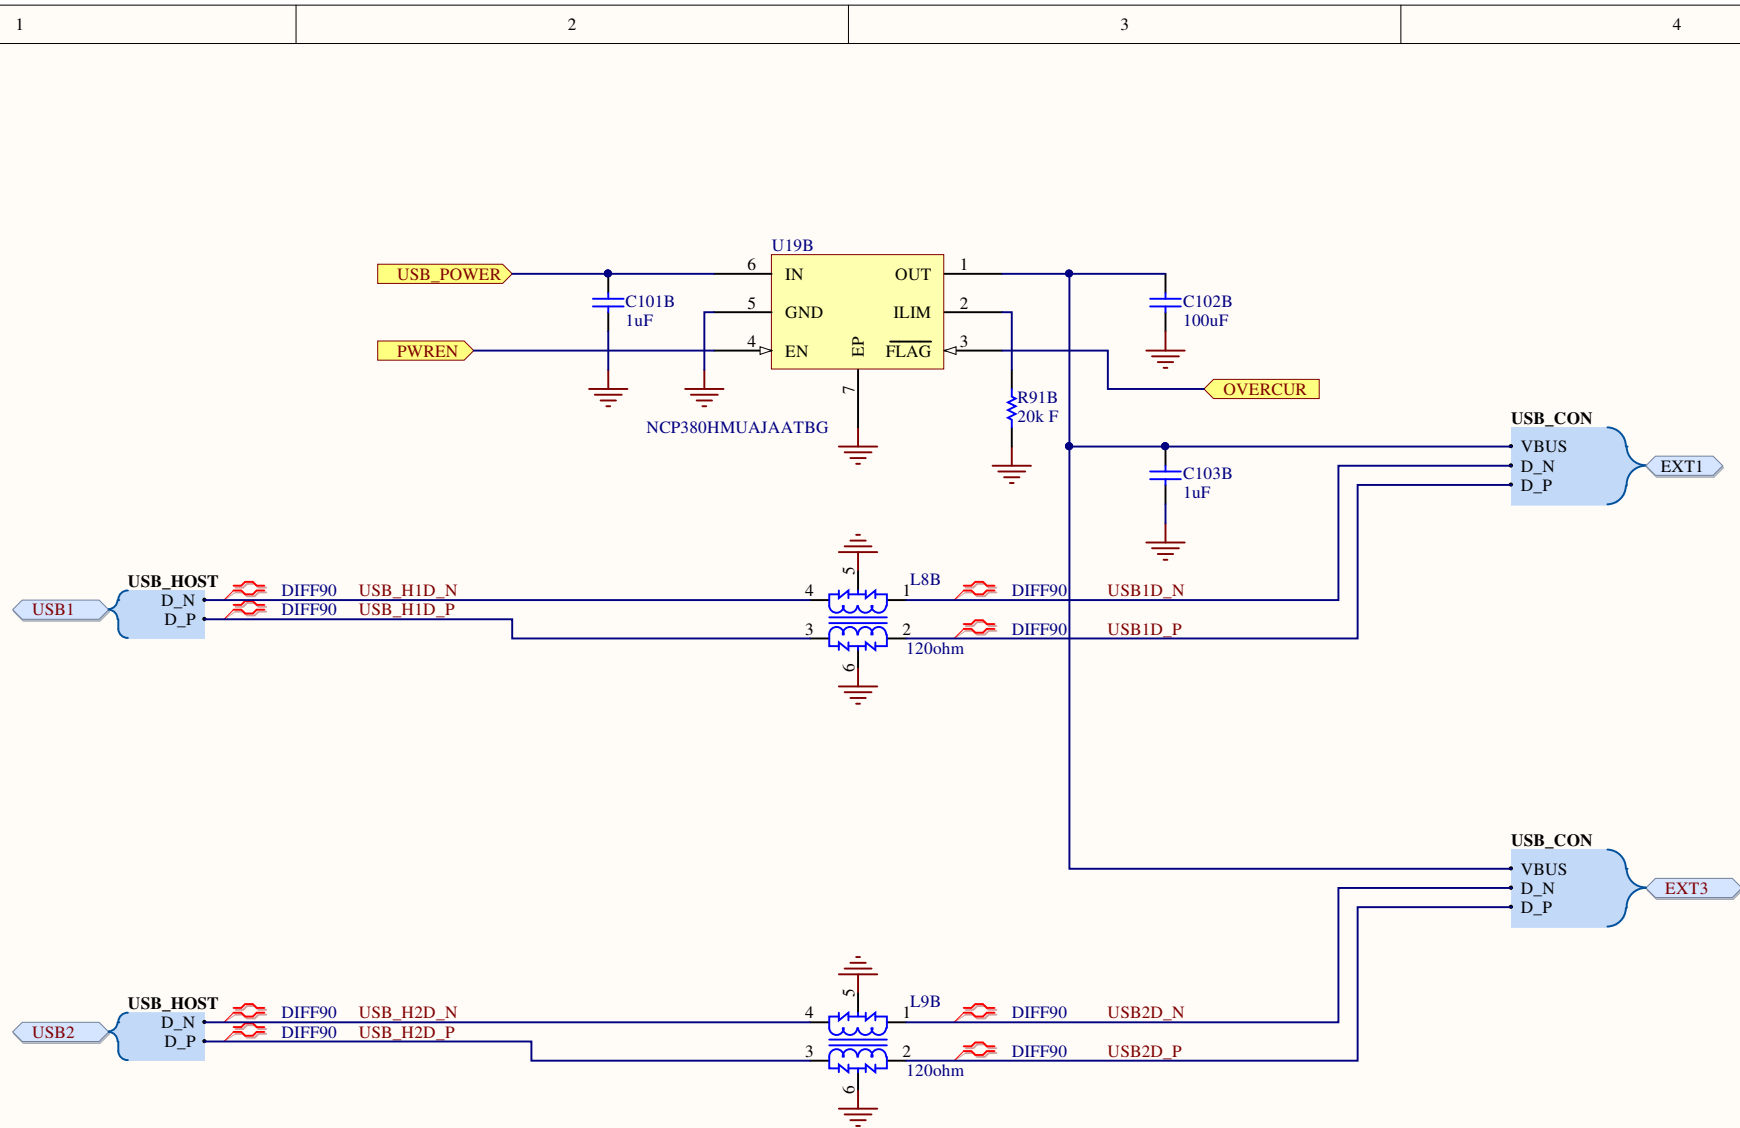 1 2 3 4
U19B
USB_POWER 6 IN OUT 1
C101B
1uF
5 GND ILIM 2
C102B
100uF
PWREN 4 EN EP FLAG 3
7
OVERCUR
R91B
20k F
NCP380HMUAJAATBG
USB_CON
VBUS
D_N
D_P
EXT1
C103B
1uF
USB_HOST
USB1
D_N DIFF90 USB_H1D_N 4 5 1 L8B DIFF90 USB1D_N
D_P DIFF90 USB_H1D_P 3 6 2 DIFF90 USB1D_P
120ohm
USB_CON
VBUS
D_N
D_P
EXT3
USB_HOST
USB2
D_N DIFF90 USB_H2D_N 4 5 1 L9B DIFF90 USB2D_N
D_P DIFF90 USB_H2D_P 3 6 2 DIFF90 USB2D_P
120ohm